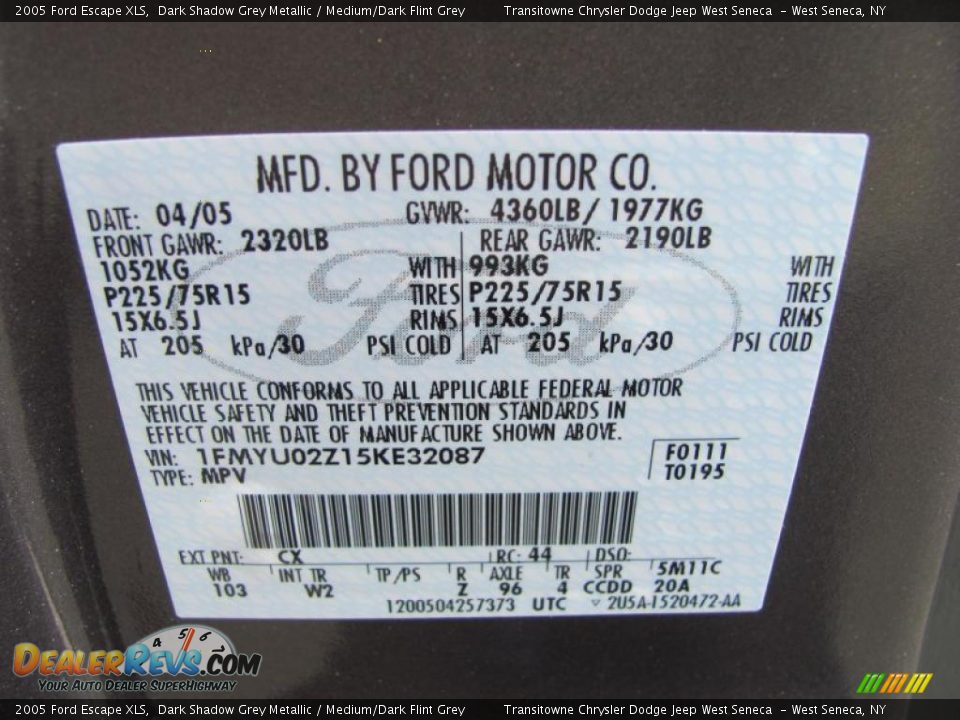 2005 Ford Escape XLS, Dark Shadow Grey Metallic / Medium/Dark Flint Grey Transitowne Chrysler Dodge Jeep West Seneca - West Seneca, NY
MFD. BY FORD MOTOR CO.
DATE: 04/05 GVWR: 4360LB/ 1977KG
FRONT GAWR: 2320LB REAR GAWR: 2190LB
1052KG WITH 993KG WITH
P225/75R15 TIRES P225/75R15 TIRES
15X6.5J RIMS 15X6.5J RIMS
AT 205 kPa/30 PSI COLD AT 205 kPa/30 PSI COLD
Ford
THIS VEHICLE CONFORMS TO ALL APPLICABLE FEDERAL MOTOR
VEHICLE SAFETY AND THEFT PREVENTION STANDARDS IN
EFFECT ON THE DATE OF MANUFACTURE SHOWN ABOVE.
VIN: 1FMYU02Z15KE32087 F0111
TYPE: MPV T0195
EXT PNT: CX RC: 44 DSO:
WB INT TR TP/PS R AXLE TR SPR 5M11C
103 W2 Z 96 4 CCDD 20A
1200504257373 UTC 2U5A-1520472-AA
4 5 6
DEALERREVS.COM
YOUR AUTO DEALER SUPERHIGHWAY
2005 Ford Escape XLS, Dark Shadow Grey Metallic / Medium/Dark Flint Grey Transitowne Chrysler Dodge Jeep West Seneca - West Seneca, NY